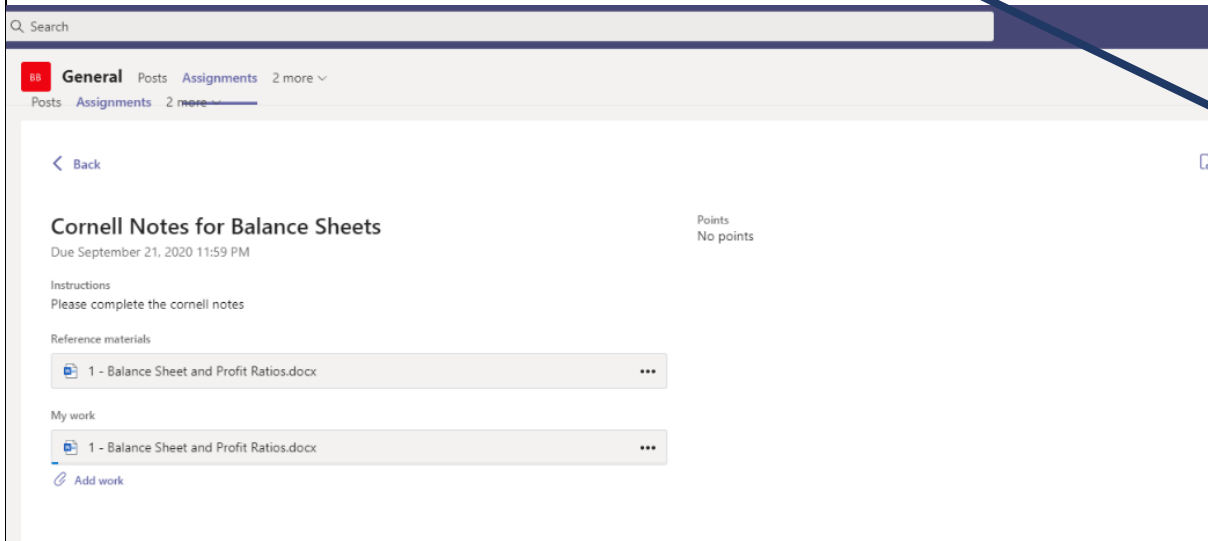 Search
BB General Posts Assignments 2 more
Posts Assignments 2 more
Back
Cornell Notes for Balance Sheets
Due September 21, 2020 11:59 PM
Points
No points
Instructions
Please complete the cornell notes
Reference materials
1 - Balance Sheet and Profit Ratios.docx
My work
1 - Balance Sheet and Profit Ratios.docx
Add work